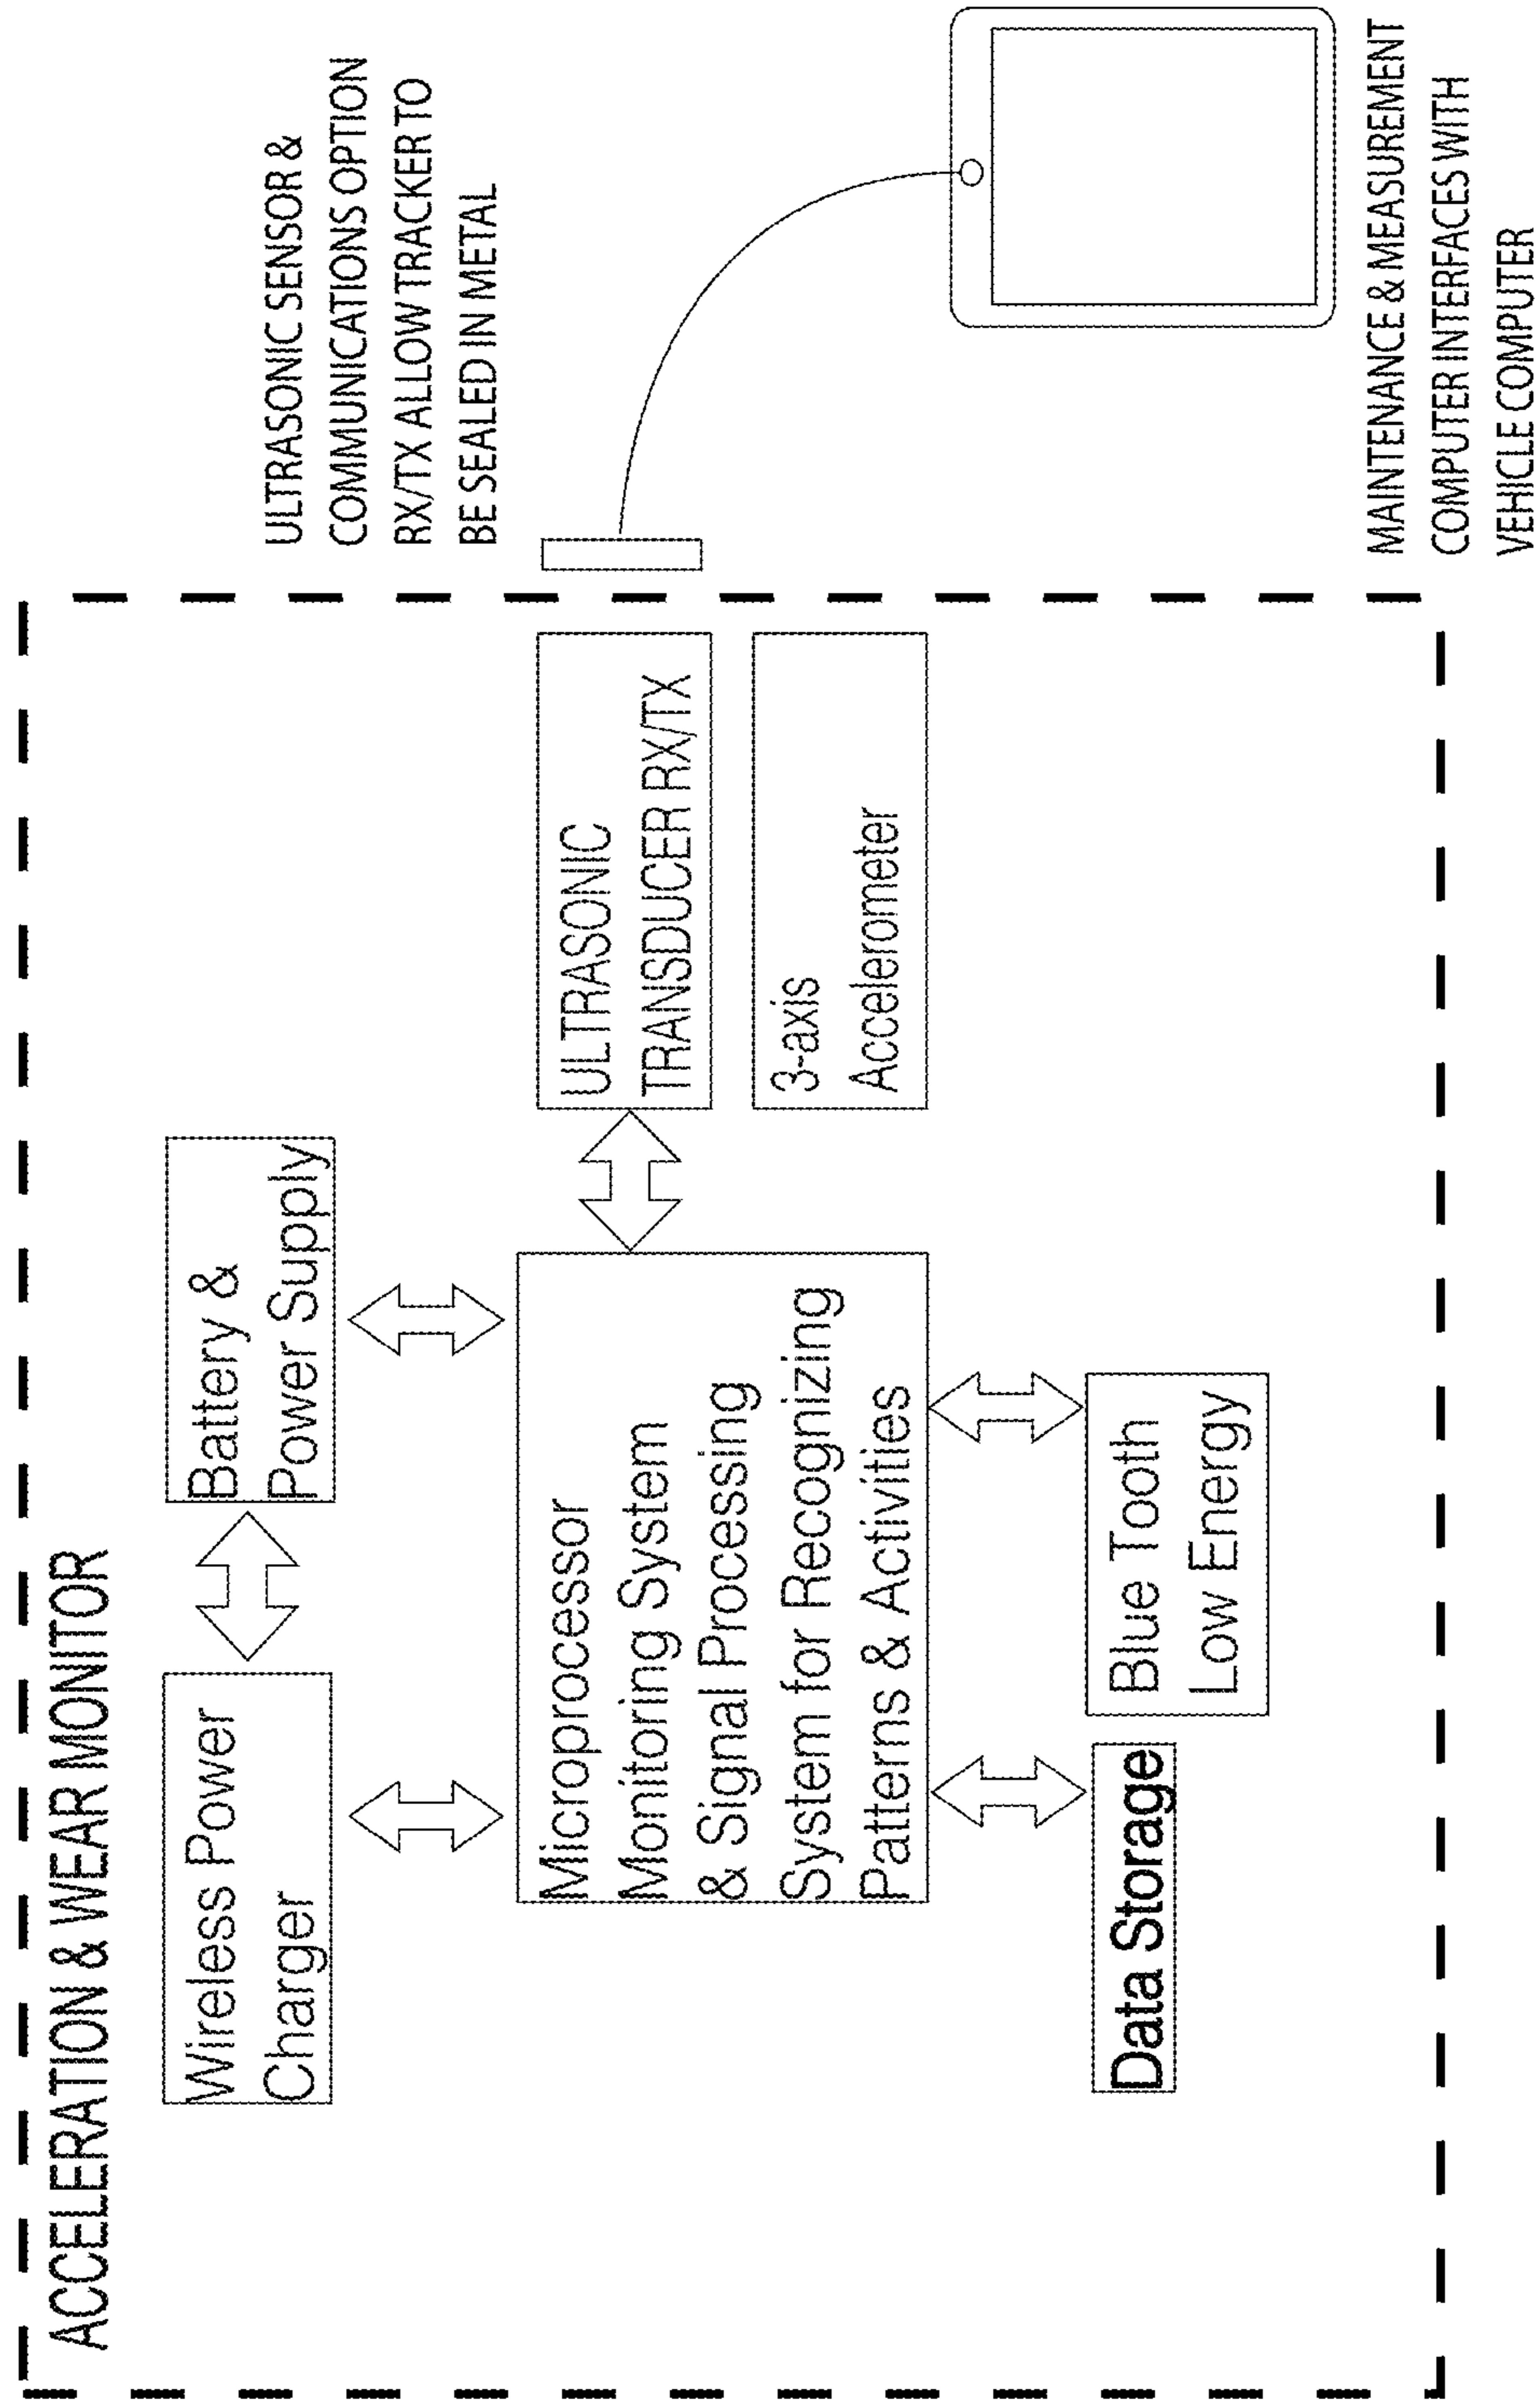 ACCELERATION & WEAR MONITOR
Wireless Power
Charger
Battery &
Power Supply
Microprocessor
Monitoring System
& Signal Processing
System for Recognizing
Patterns & Activities
ULTRASONIC
TRANSDUCER RX/TX
3-axis
Accelerometer
Data Storage
Blue Tooth
Low Energy
ULTRASONIC SENSOR &
COMMUNICATIONS OPTION
RX/TX ALLOW TRACKER TO
BE SEALED IN METAL
MAINTENANCE & MEASUREMENT
COMPUTER INTERFACES WITH
VEHICLE COMPUTER